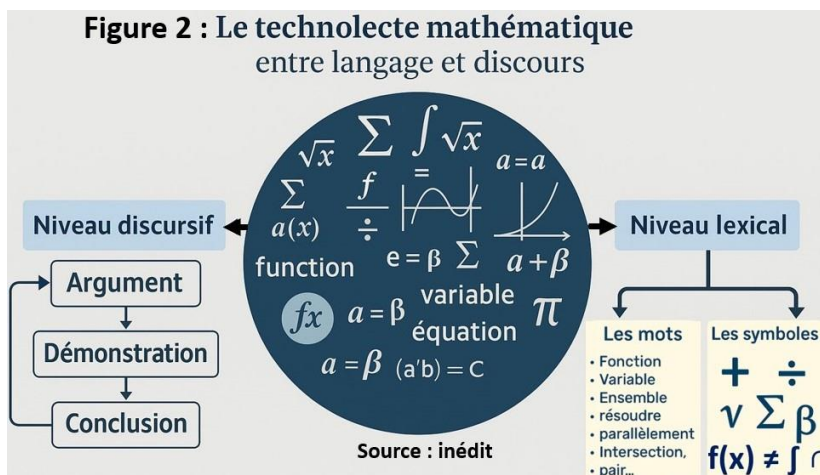 Figure 2 : Le technolecte mathématique
entre langage et discours
√x Σ ∫ √x
a = a
=
Σ f
a(x) ÷
function e = β Σ a + β
fx a = β variable π
équation
a = β (a'b) = C
Source : inédit
Niveau discursif
Argument
Démonstration
Conclusion
Niveau lexical
Les mots
• Fonction
• Variable
• Ensemble
• résoudre
• parallèlement
• Intersection,
• pair...
Les symboles
+ ÷
√ Σ β
f(x) ≠ ∫ ∩